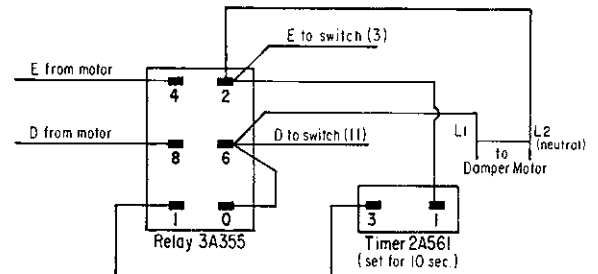 E to switch (3)
E from motor
4 2
D from motor
D to switch (11)
L1
L2
(neutral)
to
Damper Motor
8 6
1 0
3 1
Relay 3A355
Timer 2A561
(set for 10 sec.)